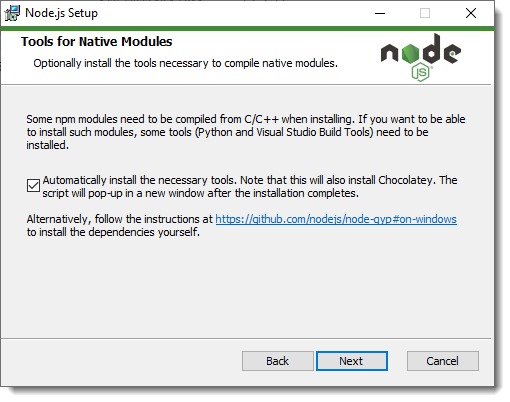 Node.js Setup
Tools for Native Modules
Optionally install the tools necessary to compile native modules.
node
JS
Some npm modules need to be compiled from C/C++ when installing. If you want to be able
to install such modules, some tools (Python and Visual Studio Build Tools) need to be
installed.
Automatically install the necessary tools. Note that this will also install Chocolatey. The
script will pop-up in a new window after the installation completes.
Alternatively, follow the instructions at https://github.com/nodejs/node-gyp#on-windows
to install the dependencies yourself.
Back Next Cancel